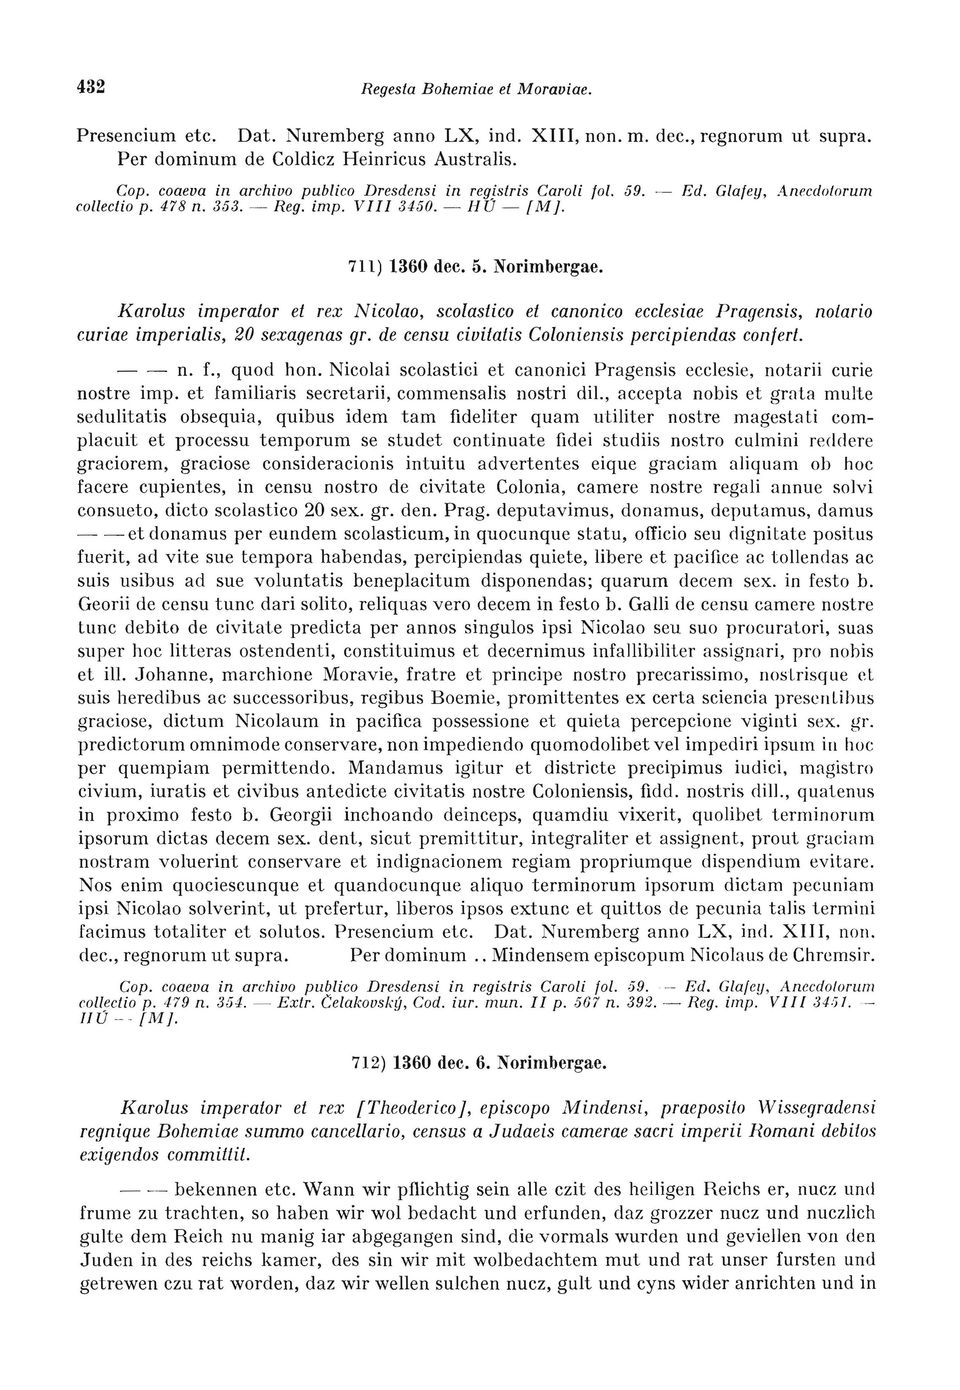 432 Regesta Bohemiae et Moraviae.
Presencium etc. Dat. Nuremberg anno LX, ind. XIII, non. m. dec., regnorum ut supra.
Per dominum de Coldicz Heinricus Australis.
Cop. coaeva in archivo publico Dresdensi in registris Caroli fol. 59. — Ed. Glafey, Anecdotorum
collectio p. 478 n. 353. — Reg. imp. VIII 3450. — HÚ — [M].
711) 1360 dec. 5. Norimbergae.
Karolus imperator et rex Nicolao, scolastico et canonico ecclesiae Pragensis, notario
curiae imperialis, 20 sexagenas gr. de censu civitatis Coloniensis percipiendas confert.
— — n. f., quod hon. Nicolai scolastici et canonici Pragensis ecclesie, notarii curie
nostre imp. et familiaris secretarii, commensalis nostri dil., accepta nobis et grata multe
sedulitatis obsequia, quibus idem tam fideliter quam utiliter nostre magestati com-
placuit et processu temporum se studet continuate fidei studiis nostro culmini reddere
graciorem, graciose consideracionis intuitu advertentes eique graciam aliquam ob hoc
facere cupientes, in censu nostro de civitate Colonia, camere nostre regali annue solvi
consueto, dicto scolastico 20 sex. gr. den. Prag. deputavimus, donamus, deputamus, damus
— — et donamus per eundem scolasticum, in quocunque statu, officio seu dignitate positus
fuerit, ad vite sue tempora habendas, percipiendas quiete, libere et pacifice ac tollendas ac
suis usibus ad sue voluntatis beneplacitum disponendas; quarum decem sex. in festo b.
Georii de censu tunc dari solito, reliquas vero decem in festo b. Galli de censu camere nostre
tunc debito de civitate predicta per annos singulos ipsi Nicolao seu suo procuratori, suas
super hoc litteras ostendenti, constituimus et decernimus infallibiliter assignari, pro nobis
et ill. Johanne, marchione Moravie, fratre et principe nostro precarissimo, nostrisque et
suis heredibus ac successoribus, regibus Boemie, promittentes ex certa sciencia presentibus
graciose, dictum Nicolaum in pacifica possessione et quieta percepcione viginti sex. gr.
predictorum omnimode conservare, non impediendo quomodolibet vel impediri ipsum in hoc
per quempiam permittendo. Mandamus igitur et districte precipimus iudici, magistro
civium, iuratis et civibus antedicte civitatis nostre Coloniensis, fidd. nostris dill., quatenus
in proximo festo b. Georgii inchoando deinceps, quamdiu vixerit, quolibet terminorum
ipsorum dictas decem sex. dent, sicut premittitur, integraliter et assignent, prout graciam
nostram voluerint conservare et indignacionem regiam propriumque dispendium evitare.
Nos enim quociescunque et quandocunque aliquo terminorum ipsorum dictam pecuniam
ipsi Nicolao solverint, ut prefertur, liberos ipsos extunc et quittos de pecunia talis termini
facimus totaliter et solutos. Presencium etc. Dat. Nuremberg anno LX, ind. XIII, non.
dec., regnorum ut supra. Per dominum .. Mindensem episcopum Nicolaus de Chremsir.
Cop. coaeva in archivo publico Dresdensi in registris Caroli fol. 59. — Ed. Glafey, Anecdotorum
collectio p. 479 n. 354. — Extr. Čelakovský, Cod. iur. mun. II p. 567 n. 392. — Reg. imp. VIII 3451. —
HÚ — [M].
712) 1360 dec. 6. Norimbergae.
Karolus imperator et rex [Theoderico], episcopo Mindensi, praeposito Wissegradensi
regnique Bohemiae summo cancellario, census a Judaeis camerae sacri imperii Romani debitos
exigendos committit.
— — bekennen etc. Wann wir pflichtig sein alle czit des heiligen Reichs er, nucz und
frume zu trachten, so haben wir wol bedacht und erfunden, daz grozzer nucz und nuczlich
gulte dem Reich nu manig iar abgegangen sind, die vormals wurden und geviellen von den
Juden in des reichs kamer, des sin wir mit wolbedachtem mut und rat unser fursten und
getrewen czu rat worden, daz wir wellen sulchen nucz, gult und cyns wider anrichten und in